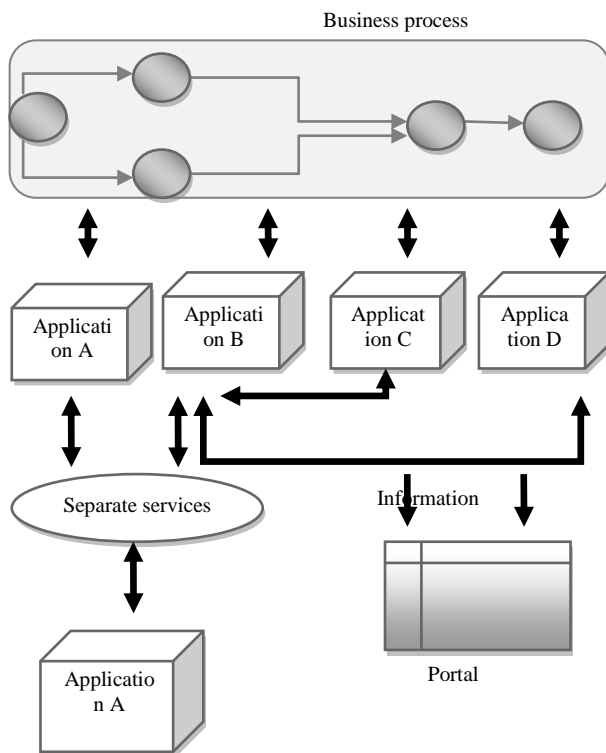 Business process
Applicati
on A
Applicati
on B
Applicat
ion C
Applica
tion D
Separate services
Information
Applicatio
n A
Portal